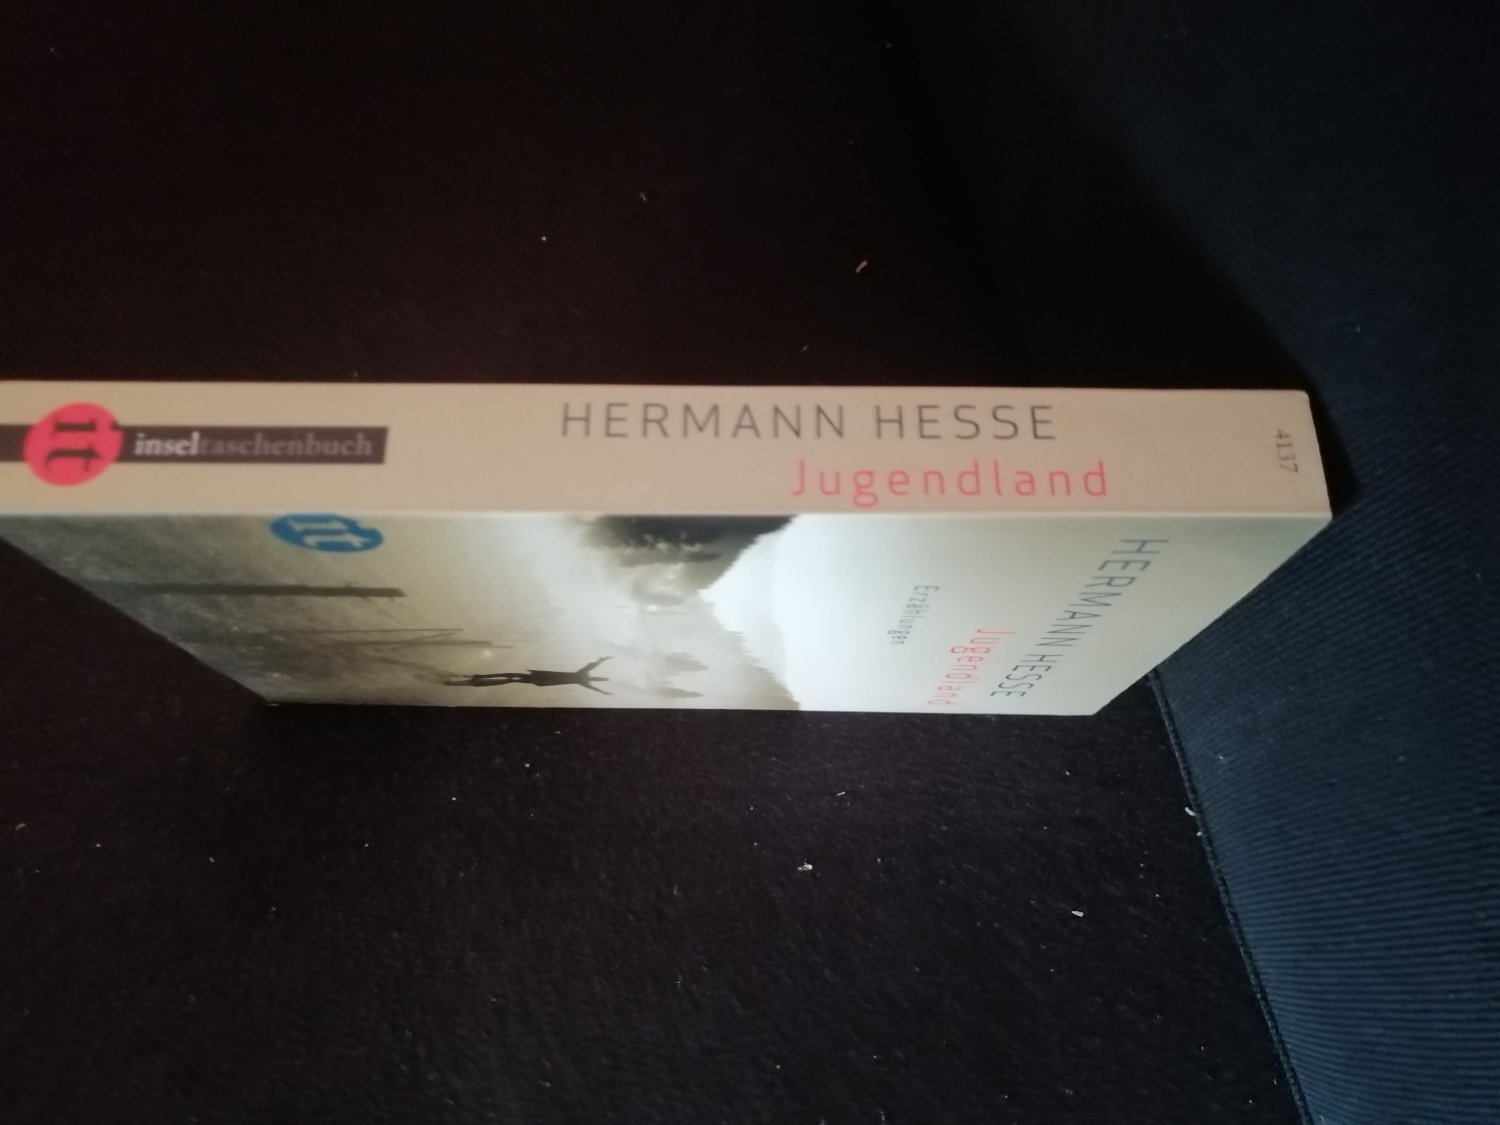 HERMANN HESSE
Jugendland
4137
it
inseltaschenbuch
HERMANN HESSE
Jugendland
Erzählungen
it